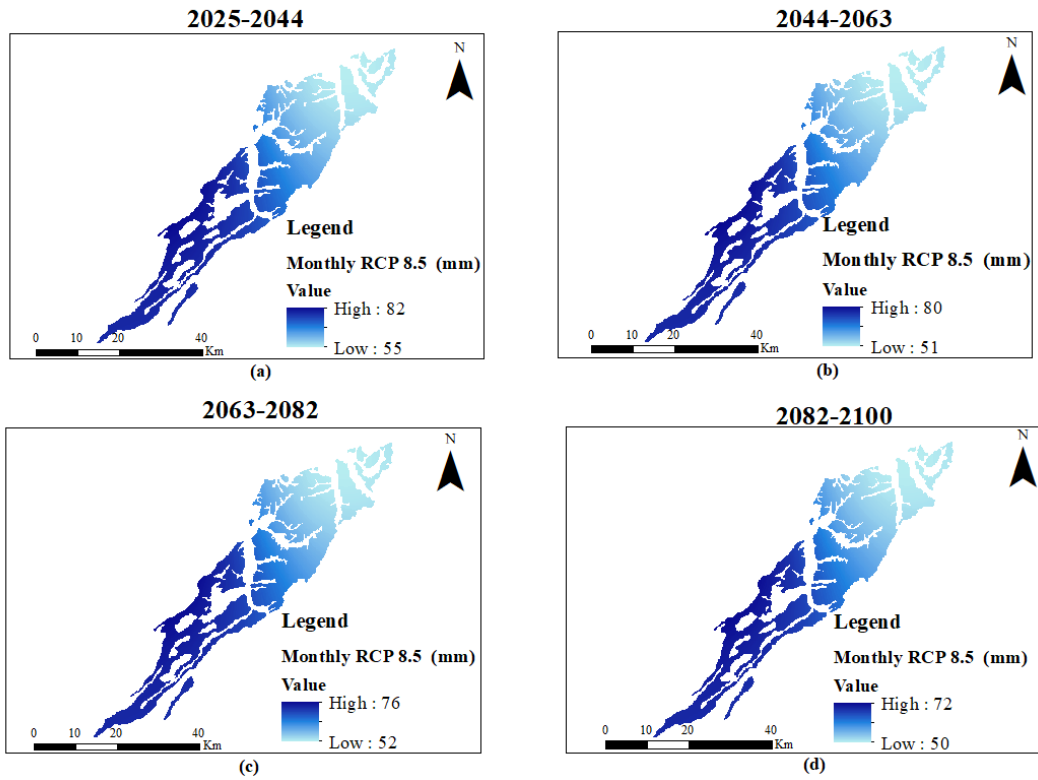 2025-2044
N
Legend
Monthly RCP 8.5 (mm)
Value
High : 82
Low : 55
0 10 20 40
Km
(a)
2044-2063
N
Legend
Monthly RCP 8.5 (mm)
Value
High : 80
Low : 51
0 10 20 40
Km
(b)
2063-2082
N
Legend
Monthly RCP 8.5 (mm)
Value
High : 76
Low : 52
0 10 20 40
Km
(c)
2082-2100
N
Legend
Monthly RCP 8.5 (mm)
Value
High : 72
Low : 50
0 10 20 40
Km
(d)